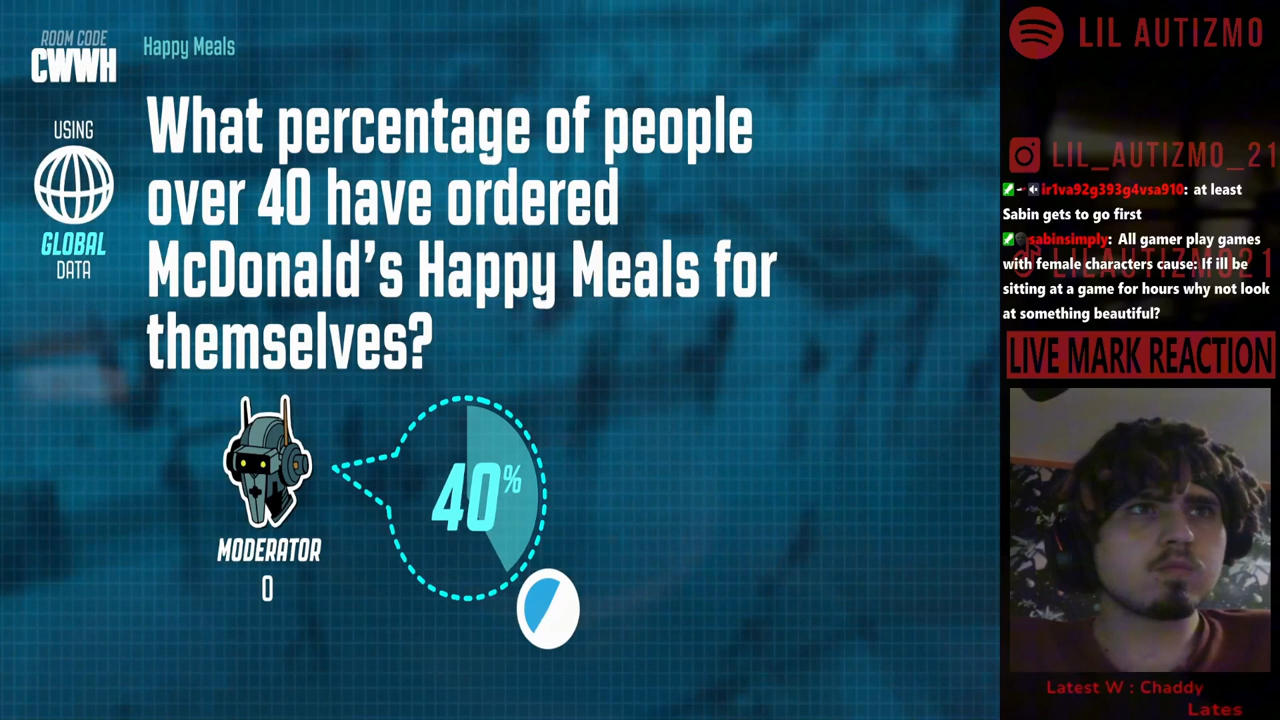 ROOM CODE
CWWH
Happy Meals
USING
GLOBAL
DATA
What percentage of people
over 40 have ordered
McDonald's Happy Meals for
themselves?
40%
MODERATOR
0
LIL AUTIZMO
LIL_AUTIZMO_21
ir1va92g393g4vsa910: at least
Sabin gets to go first
sabinsimply: All gamer play games
with female characters cause: If ill be
sitting at a game for hours why not look
at something beautiful?
LILAUTIZMO21
LIVE MARK REACTION
Latest W : Chaddy
Lates